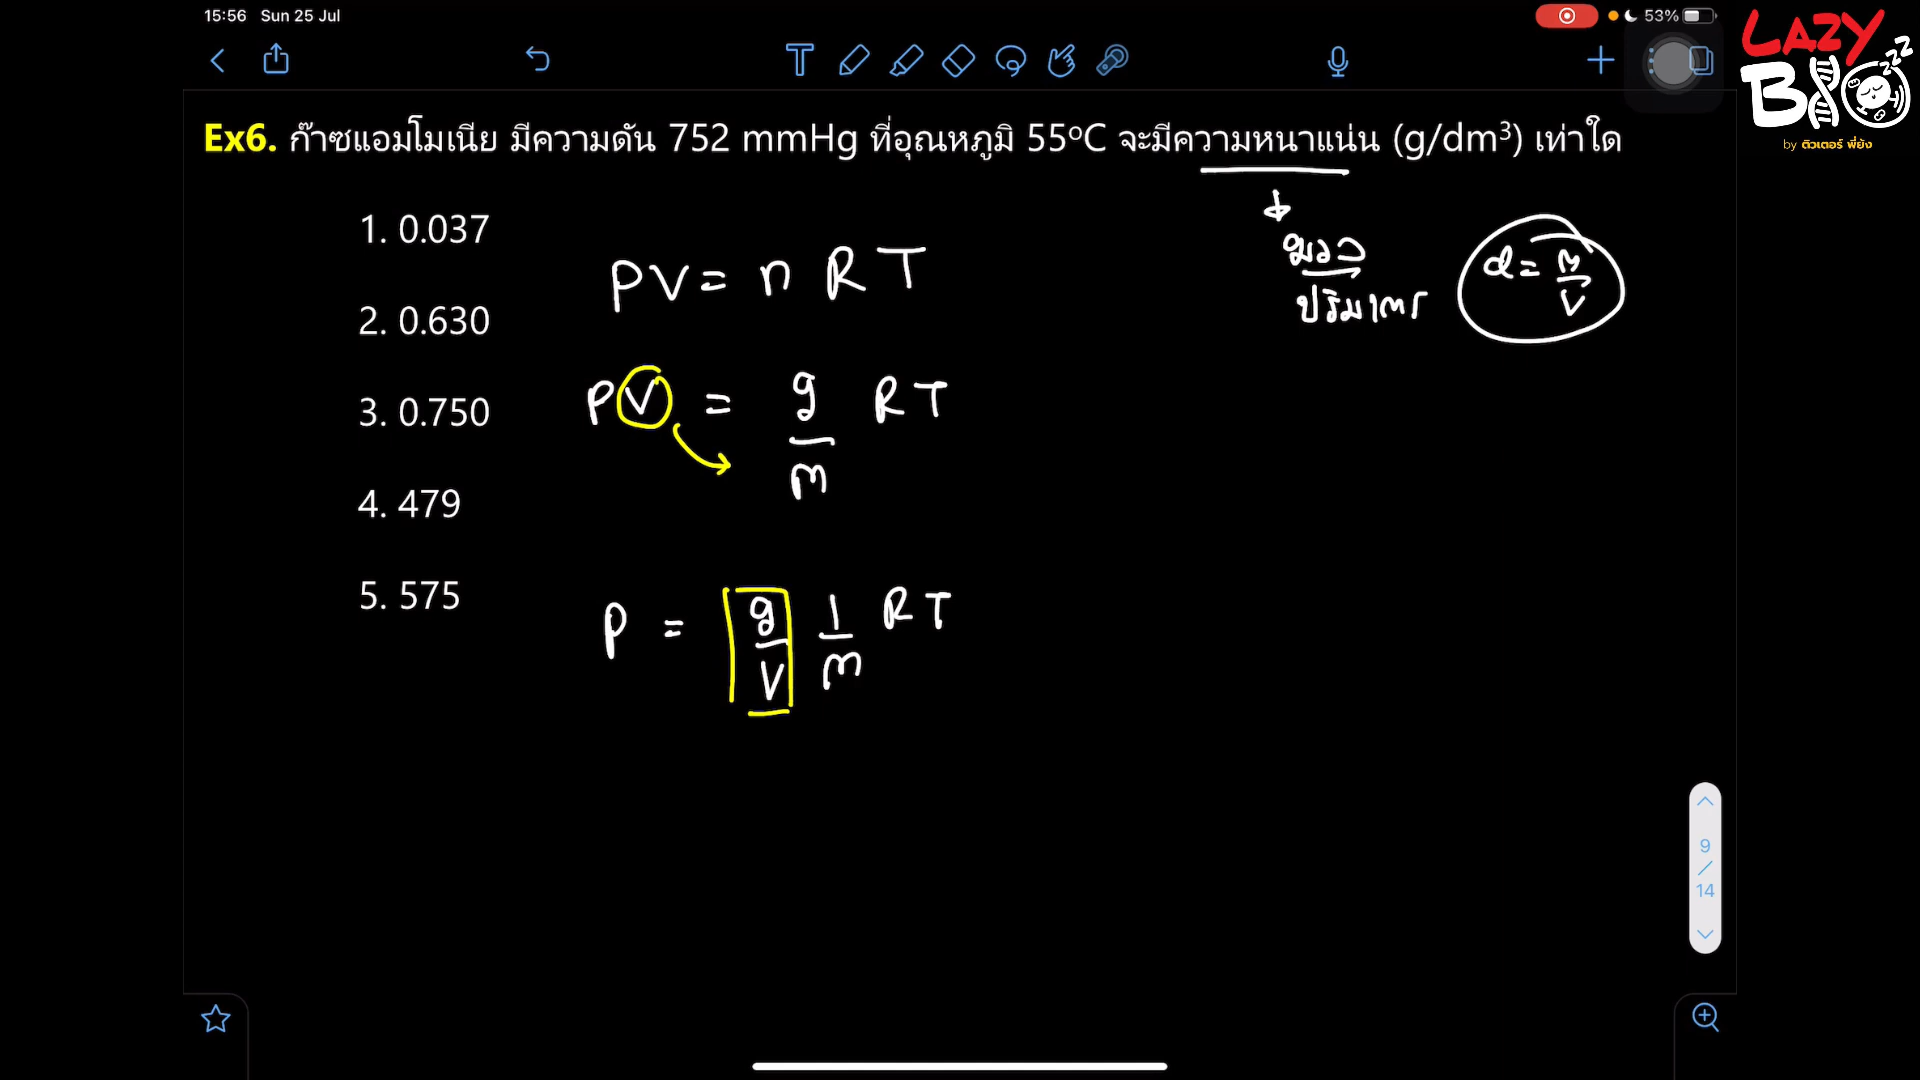 15:56 Sun 25 Jul
53%
LAZY
BIO
zzz
by ติวเตอร์ พี่ยัง
Ex6. ก๊าซแอมโมเนีย มีความดัน 752 mmHg ที่อุณหภูมิ 55ºC จะมีความหนาแน่น (g/dm³) เท่าใด
1. 0.037
2. 0.630
3. 0.750
4. 479
5. 575
PV = n R T
PV = g/m RT
P = g/V 1/m RT
มวล
ปริมาตร
d = m/V
9
/
14